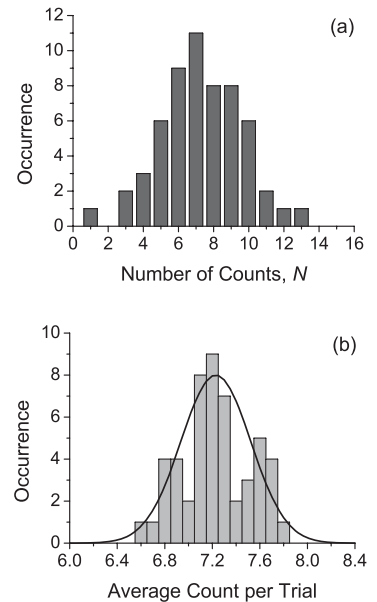 (a)
12
10
8
6
4
2
0
Occurrence
0 2 4 6 8 10 12 14 16
Number of Counts, N
(b)
10
8
6
4
2
0
Occurrence
6.0 6.4 6.8 7.2 7.6 8.0 8.4
Average Count per Trial